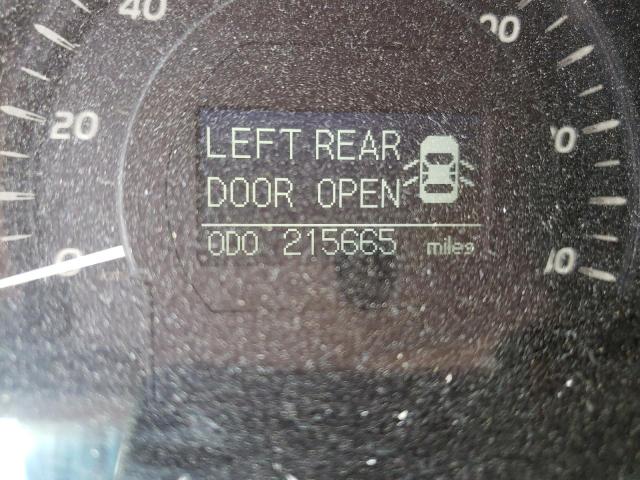 40
20
0
LEFT REAR
DOOR OPEN
ODO 215665 miles